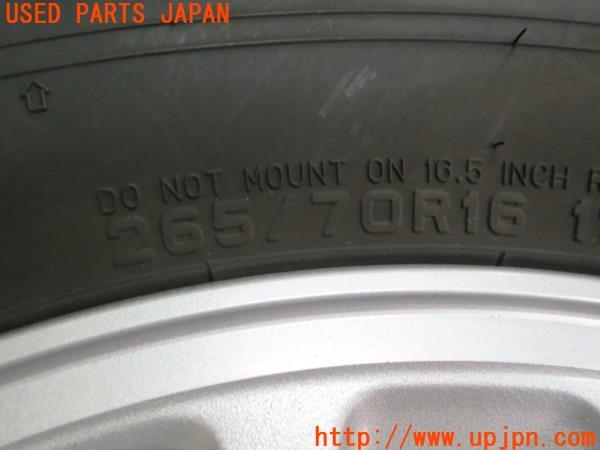 USED PARTS JAPAN
DO NOT MOUNT ON 16.5 INCH
265/70R16
http://www.upjpn.com